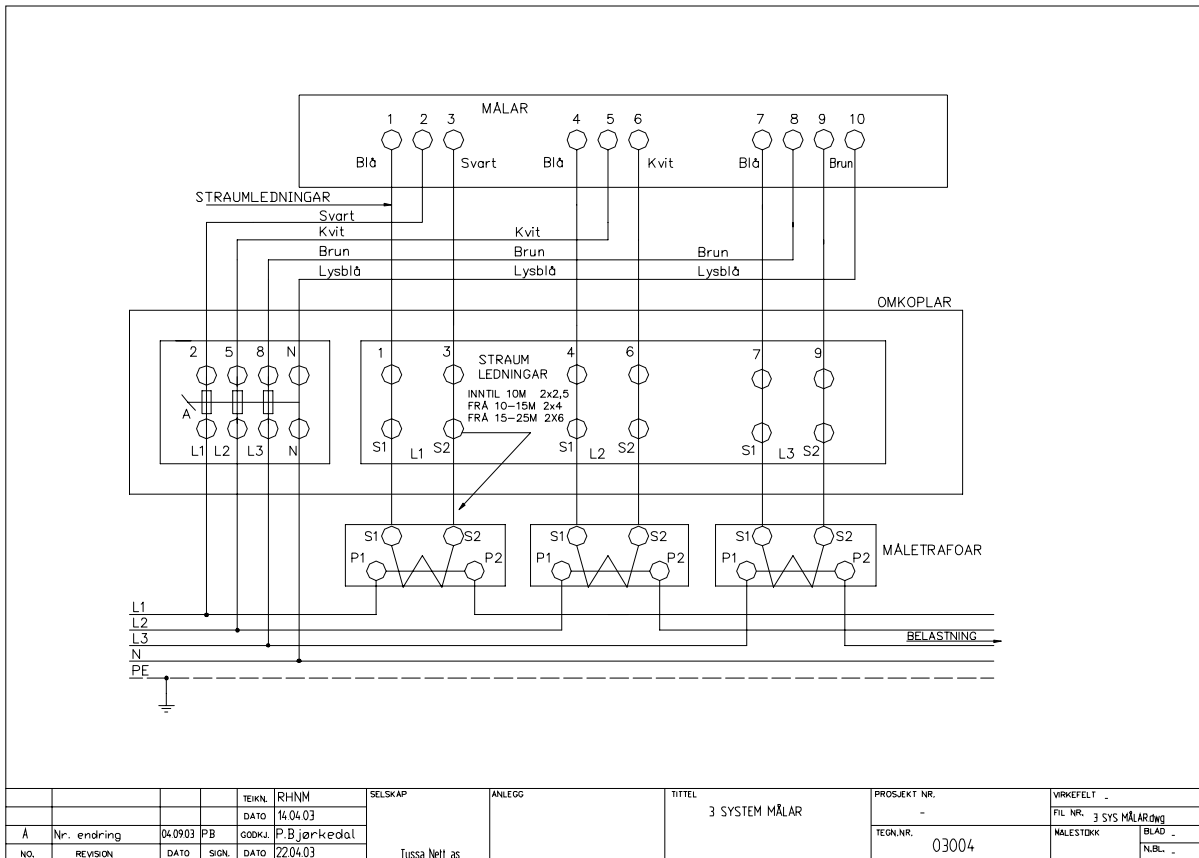 MÅLAR
1 2 3 4 5 6 7 8 9 10
Blå Svart Blå Kvit Blå Brun
STRAUMLEDNINGAR
Svart
Kvit Kvit
Brun Brun Brun
Lysblå Lysblå Lysblå
OMKOPLAR
2 5 8 N 1 3 4 6 7 9
STRAUM
LEDNINGAR
INNTIL 10M 2x2,5
FRÅ 10-15M 2x4
FRÅ 15-25M 2X6
A
L1 L2 L3 N S1 L1 S2 S1 L2 S2 S1 L3 S2
S1 S2 S1 S2 S1 S2
P1 P2 P1 P2 P1 P2
MÅLETRAFOAR
L1
L2
L3
BELASTNING
N
PE
TEIKN. RHNM
DATO 14.04.03
A Nr. endring 04.09.03 PB GODKJ. P.Bjørkedal
NO. REVISION DATO SIGN. DATO 22.04.03
SELSKAP
Tussa Nett as
ANLEGG
TITTEL
3 SYSTEM MÅLAR
PROSJEKT NR.
-
TEGN.NR.
03004
VIRKEFELT -
FIL NR. 3 SYS MÅLAR.dwg
MALESTOKK
BLAD -
N.BL. -